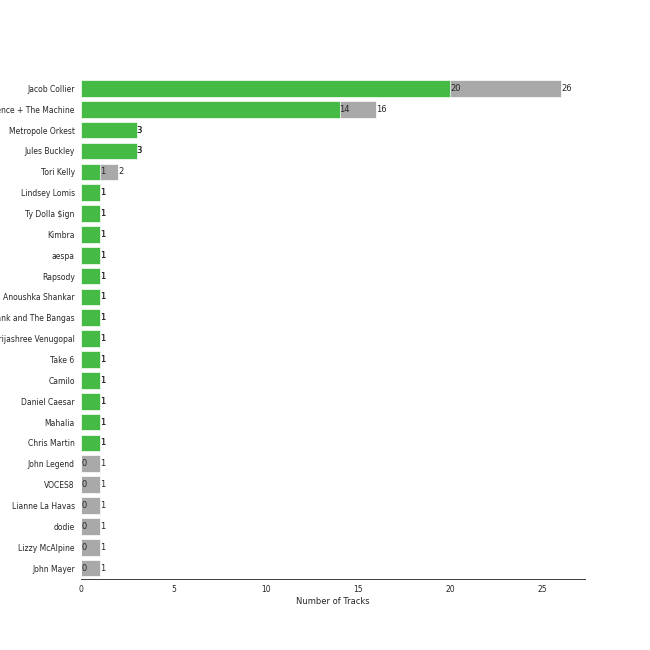 Jacob Collier 20 26
ence + The Machine 14 16
Metropole Orkest 3
Jules Buckley 3
Tori Kelly 1 2
Lindsey Lomis 1
Ty Dolla $ign 1
Kimbra 1
aespa 1
Rapsody 1
Anoushka Shankar 1
ank and The Bangas 1
rijashree Venugopal 1
Take 6 1
Camilo 1
Daniel Caesar 1
Mahalia 1
Chris Martin 1
John Legend 0 1
VOCES8 0 1
Lianne La Havas 0 1
dodie 0 1
Lizzy McAlpine 0 1
John Mayer 0 1
0 5 10 15 20 25
Number of Tracks